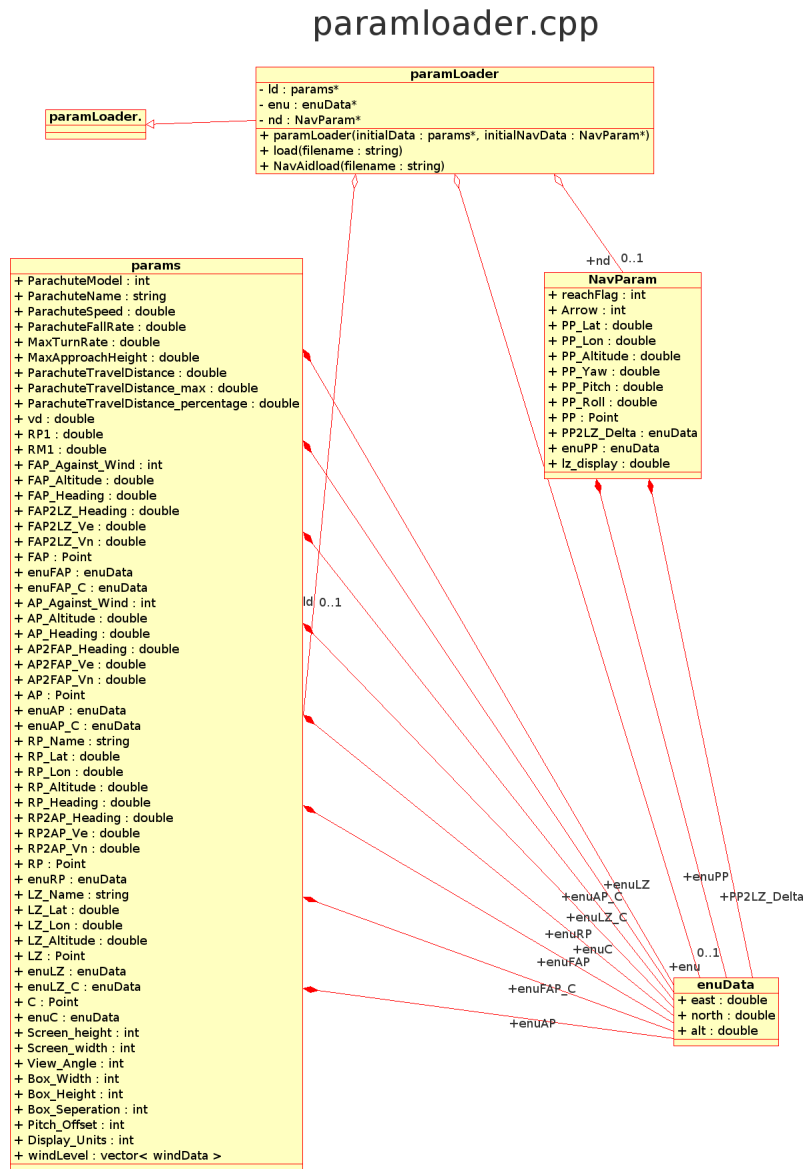 paramloader.cpp
paramLoader
- ld : params*
- enu : enuData*
- nd : NavParam*
+ paramLoader(initialData : params*, initialNavData : NavParam*)
+ load(filename : string)
+ NavAidload(filename : string)
paramLoader.
params
+ ParachuteModel : int
+ ParachuteName : string
+ ParachuteSpeed : double
+ ParachuteFallRate : double
+ MaxTurnRate : double
+ MaxApproachHeight : double
+ ParachuteTravelDistance : double
+ ParachuteTravelDistance_max : double
+ ParachuteTravelDistance_percentage : double
+ vd : double
+ RP1 : double
+ RM1 : double
+ FAP_Against_Wind : int
+ FAP_Altitude : double
+ FAP_Heading : double
+ FAP2LZ_Heading : double
+ FAP2LZ_Ve : double
+ FAP2LZ_Vn : double
+ FAP : Point
+ enuFAP : enuData
+ enuFAP_C : enuData
+ AP_Against_Wind : int
+ AP_Altitude : double
+ AP_Heading : double
+ AP2FAP_Heading : double
+ AP2FAP_Ve : double
+ AP2FAP_Vn : double
+ AP : Point
+ enuAP : enuData
+ enuAP_C : enuData
+ RP_Name : string
+ RP_Lat : double
+ RP_Lon : double
+ RP_Altitude : double
+ RP_Heading : double
+ RP2AP_Heading : double
+ RP2AP_Ve : double
+ RP2AP_Vn : double
+ RP : Point
+ enuRP : enuData
+ LZ_Name : string
+ LZ_Lat : double
+ LZ_Lon : double
+ LZ_Altitude : double
+ LZ : Point
+ enuLZ : enuData
+ enuLZ_C : enuData
+ C : Point
+ enuC : enuData
+ Screen_height : int
+ Screen_width : int
+ View_Angle : int
+ Box_Width : int
+ Box_Height : int
+ Box_Seperation : int
+ Pitch_Offset : int
+ Display_Units : int
+ windLevel : vector< windData >
+nd 0..1
NavParam
+ reachFlag : int
+ Arrow : int
+ PP_Lat : double
+ PP_Lon : double
+ PP_Altitude : double
+ PP_Yaw : double
+ PP_Pitch : double
+ PP_Roll : double
+ PP : Point
+ PP2LZ_Delta : enuData
+ enuPP : enuData
+ lz_display : double
ld 0..1
+enuPP
+enuLZ
+enuAP_C
+PP2LZ_Delta
+enuLZ_C
+enuRP
+enuC
0..1
+enuFAP
+enu
+enuFAP_C
+enuAP
enuData
+ east : double
+ north : double
+ alt : double